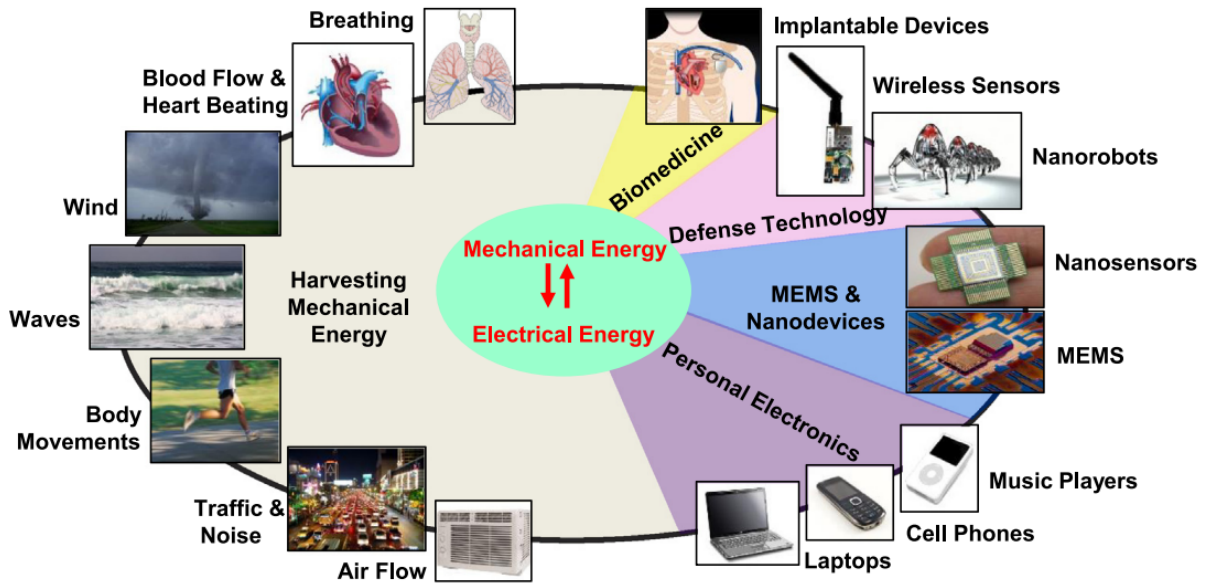 Breathing
Blood Flow &
Heart Beating
Wind
Waves
Body
Movements
Traffic &
Noise
Air Flow
Harvesting
Mechanical
Energy
Mechanical Energy
Electrical Energy
Biomedicine
Defense Technology
MEMS &
Nanodevices
Personal Electronics
Implantable Devices
Wireless Sensors
Nanorobots
Nanosensors
MEMS
Music Players
Cell Phones
Laptops